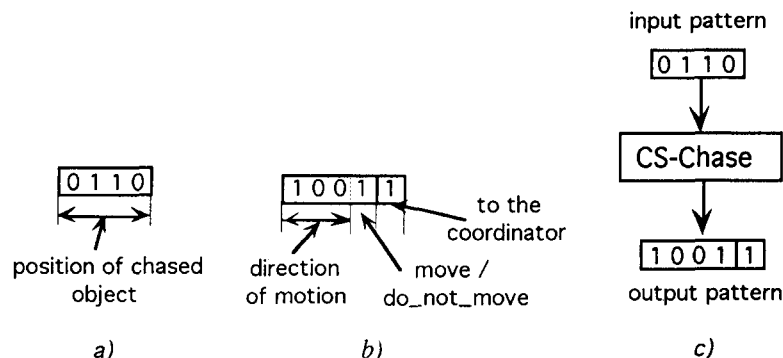 0 1 1 0
position of chased
object
a)
1 0 0 1 1
to the
coordinator
direction
of motion
move /
do_not_move
b)
input pattern
0 1 1 0
CS-Chase
1 0 0 1 1
output pattern
c)